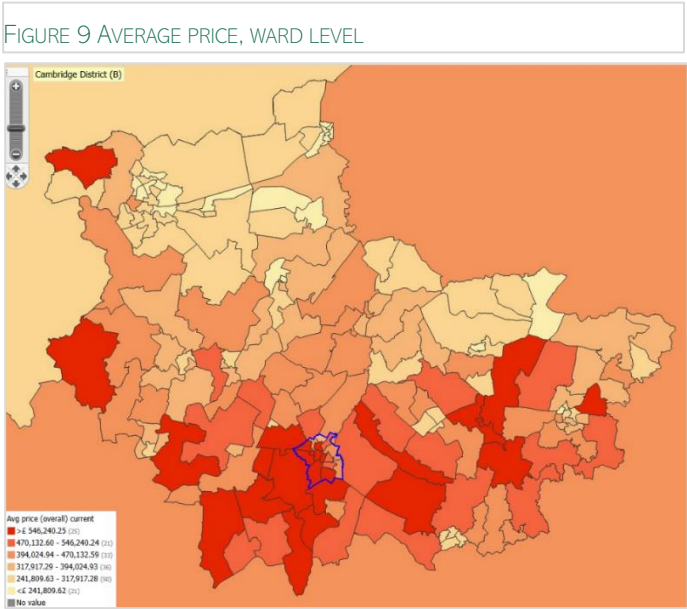 FIGURE 9 AVERAGE PRICE, WARD LEVEL
Cambridge District (B)
Avg price (overall) current
>£ 546,240.25 (25)
470,132.60 - 546,240.24 (21)
394,024.94 - 470,132.59 (33)
317,917.29 - 394,024.93 (36)
241,809.63 - 317,917.28 (50)
<£ 241,809.62 (21)
No value